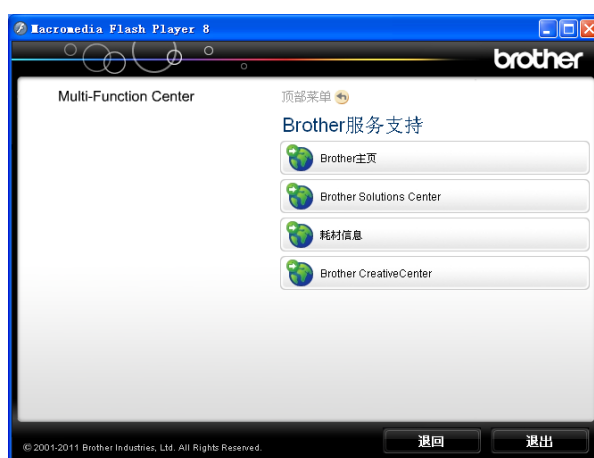 Macromedia Flash Player 8
brother
Multi-Function Center
顶部菜单
Brother服务支持
Brother主页
Brother Solutions Center
耗材信息
Brother CreativeCenter
© 2001-2011 Brother Industries, Ltd. All Rights Reserved.
退回
退出